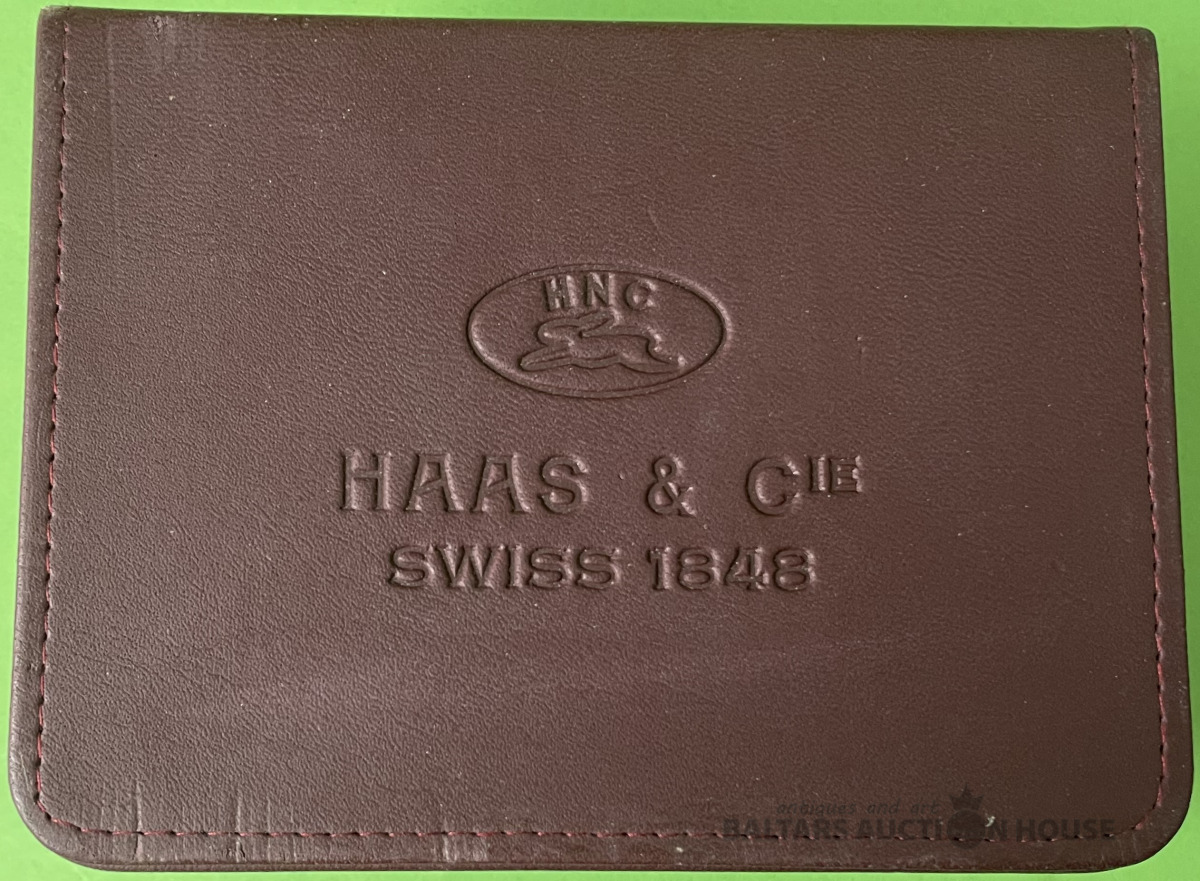 HNC
HAAS & CIE
SWISS 1848
antiques and art
BALTARS AUCTION HOUSE